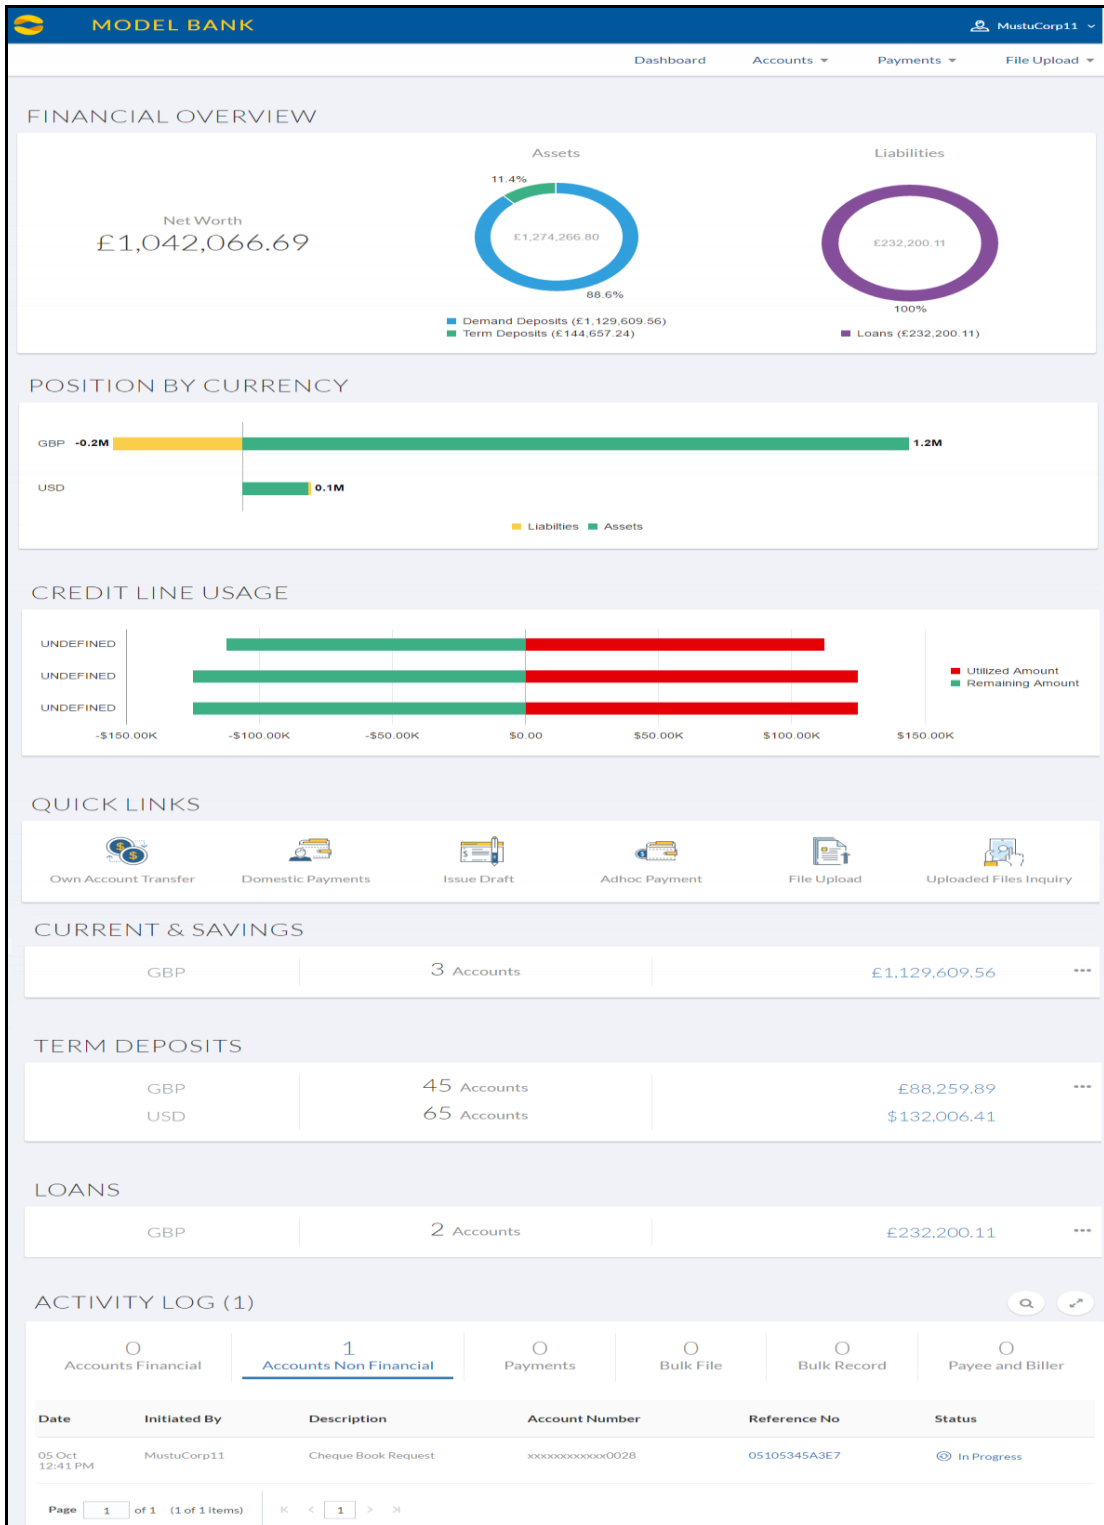 MODEL BANK
MustuCorp11
Dashboard Accounts Payments File Upload
FINANCIAL OVERVIEW
Net Worth
£1,042,066.69
Assets
11.4%
£1,274,266.80
88.6%
Demand Deposits (£1,129,609.56)
Term Deposits (£144,657.24)
Liabilities
£232,200.11
100%
Loans (£232,200.11)
POSITION BY CURRENCY
GBP -0.2M 1.2M
USD 0.1M
Liabilties Assets
CREDIT LINE USAGE
UNDEFINED
UNDEFINED
UNDEFINED
Utilized Amount
Remaining Amount
-$150.00K -$100.00K -$50.00K $0.00 $50.00K $100.00K $150.00K
QUICK LINKS
Own Account Transfer Domestic Payments Issue Draft Adhoc Payment File Upload Uploaded Files Inquiry
CURRENT & SAVINGS
GBP 3 Accounts £1,129,609.56
TERM DEPOSITS
GBP 45 Accounts £88,259.89
USD 65 Accounts $132,006.41
LOANS
GBP 2 Accounts £232,200.11
ACTIVITY LOG (1)
0 1 0 0 0 0
Accounts Financial Accounts Non Financial Payments Bulk File Bulk Record Payee and Biller
Date Initiated By Description Account Number Reference No Status
05 Oct MustuCorp11 Cheque Book Request xxxxxxxxxxxx0028 05105345A3E7 In Progress
12:41 PM
Page 1 of 1 (1 of 1 items) 1